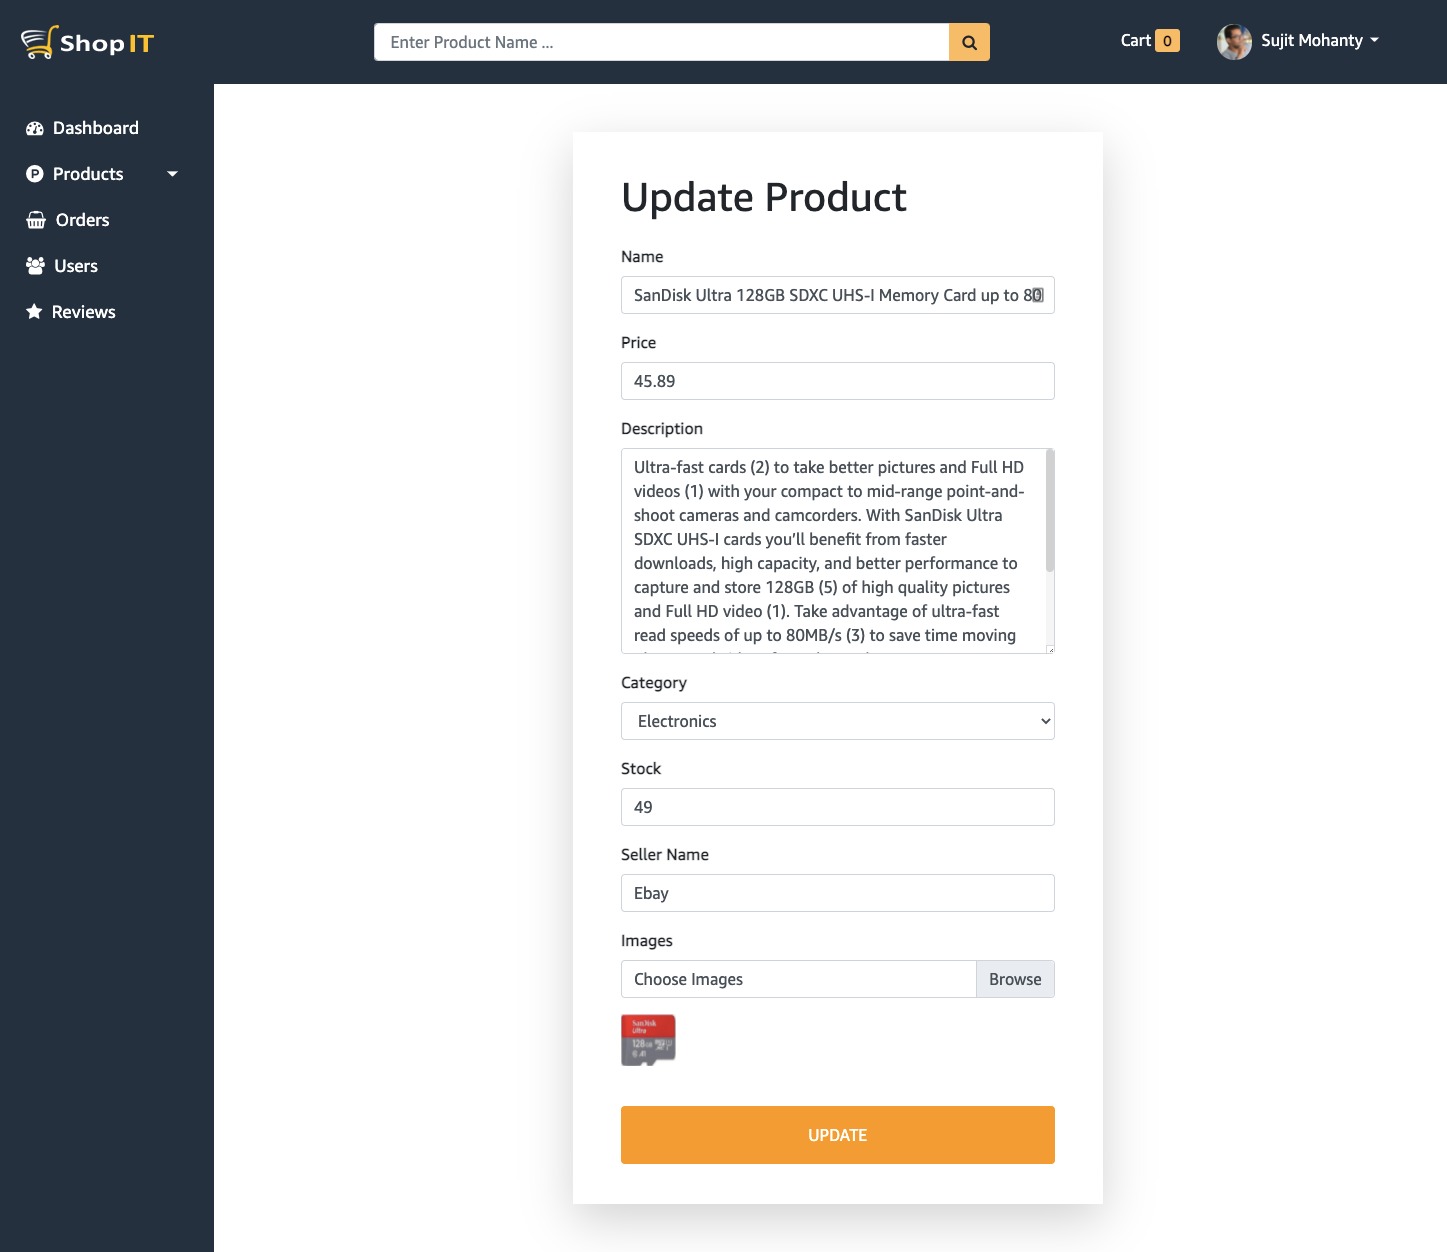 Shop IT
Enter Product Name ...
Cart 0
Sujit Mohanty
Dashboard
Products
Orders
Users
Reviews
Update Product
Name
SanDisk Ultra 128GB SDXC UHS-I Memory Card up to 80
Price
45.89
Description
Ultra-fast cards (2) to take better pictures and Full HD
videos (1) with your compact to mid-range point-and-
shoot cameras and camcorders. With SanDisk Ultra
SDXC UHS-I cards you’ll benefit from faster
downloads, high capacity, and better performance to
capture and store 128GB (5) of high quality pictures
and Full HD video (1). Take advantage of ultra-fast
read speeds of up to 80MB/s (3) to save time moving
Category
Electronics
Stock
49
Seller Name
Ebay
Images
Choose Images
Browse
SanDisk
Ultra
128GB
A1
UPDATE